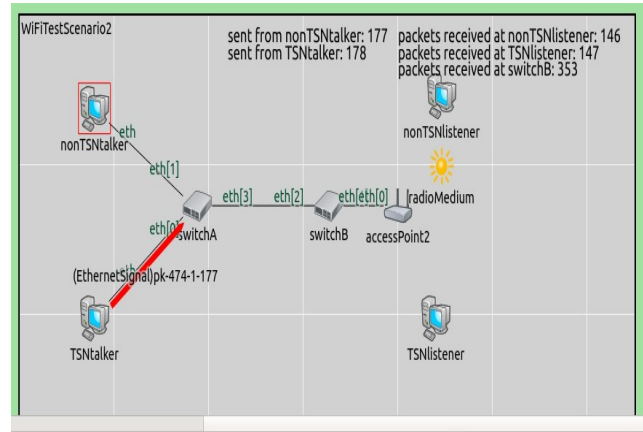 WiFiTestScenario2
sent from nonTSNtalker: 177
sent from TSNtalker: 178
packets received at nonTSNlistener: 146
packets received at TSNlistener: 147
packets received at switchB: 353
nonTSNtalker
eth
nonTSNlistener
eth[1]
radioMedium
eth[3]
eth[2]
eth[0]
eth[0]
switchA
switchB
accessPoint2
(EthernetSignal)pk-474-1-177
TSNtalker
TSNlistener